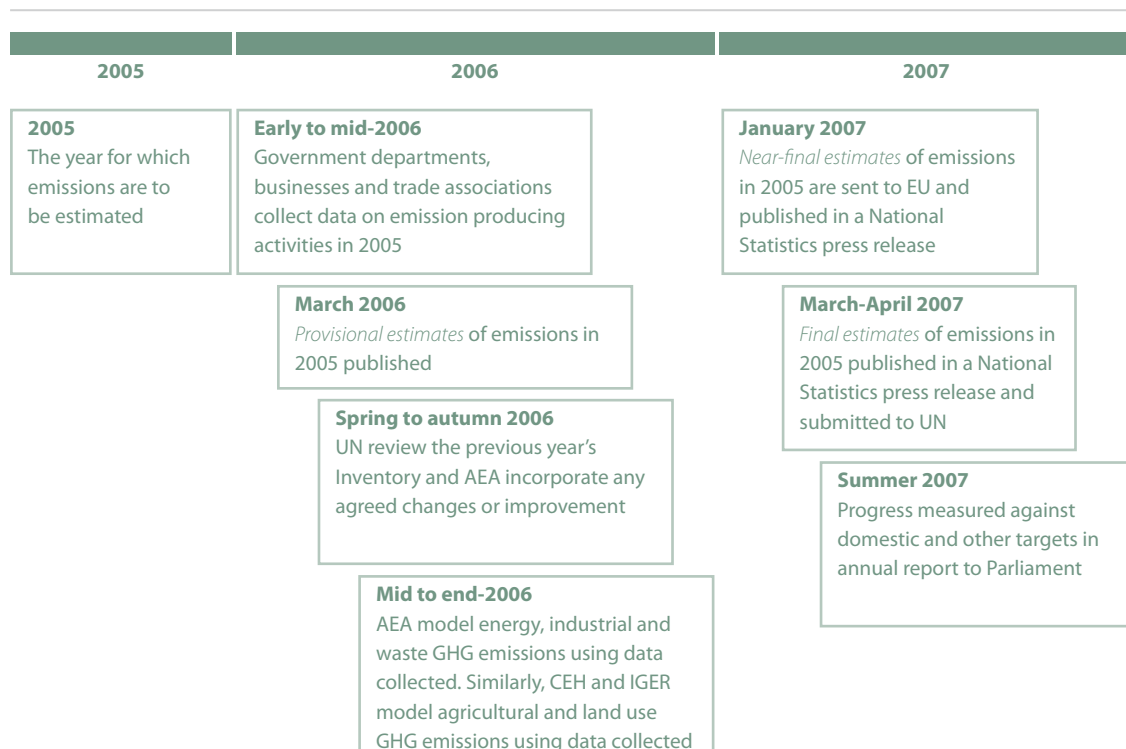 2005
2006
2007
2005
The year for which
emissions are to
be estimated
Early to mid-2006
Government departments,
businesses and trade associations
collect data on emission producing
activities in 2005
March 2006
Provisional estimates of emissions in
2005 published
Spring to autumn 2006
UN review the previous year’s
Inventory and AEA incorporate any
agreed changes or improvement
Mid to end-2006
AEA model energy, industrial and
waste GHG emissions using data
collected. Similarly, CEH and IGER
model agricultural and land use
GHG emissions using data collected
January 2007
Near-final estimates of emissions
in 2005 are sent to EU and
published in a National
Statistics press release
March-April 2007
Final estimates of emissions in
2005 published in a National
Statistics press release and
submitted to UN
Summer 2007
Progress measured against
domestic and other targets in
annual report to Parliament